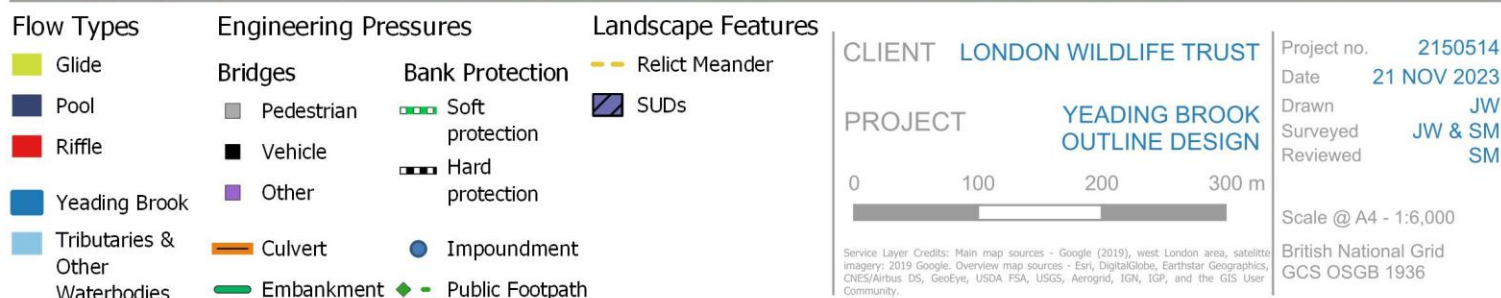 Flow Types
Glide
Pool
Riffle
Yeading Brook
Tributaries &
Other
Waterbodies
Engineering Pressures
Bridges
Pedestrian
Vehicle
Other
Culvert
Embankment
Bank Protection
Soft
protection
Hard
protection
Impoundment
Public Footpath
Landscape Features
Relict Meander
SUDs
CLIENT LONDON WILDLIFE TRUST
PROJECT YEADING BROOK
OUTLINE DESIGN
0 100 200 300 m
Service Layer Credits: Main map sources - Google (2019), west London area, satelitte
imagery: 2019 Google. Overview map sources - Esri, DigitalGlobe, Earthstar Geographics,
CNES/Airbus DS, GeoEye, USDA FSA, USGS, Aerogrid, IGN, IGP, and the GIS User
Community.
Project no. 2150514
Date 21 NOV 2023
Drawn JW
Surveyed JW & SM
Reviewed SM
Scale @ A4 - 1:6,000
British National Grid
GCS OSGB 1936